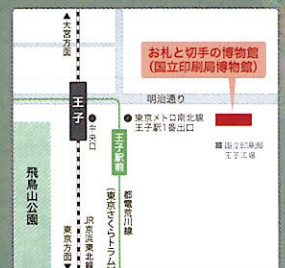 ▲大宮方面
お札と切手の博物館
(国立印刷局博物館)
明治通り
王子
中央口
東京メトロ南北線
王子駅1番出口
王子駅前
国立印刷局
王子工場
飛鳥山公園
都電荒川線
(東京さくらトラム)
JR京浜東北線
東京方面▼